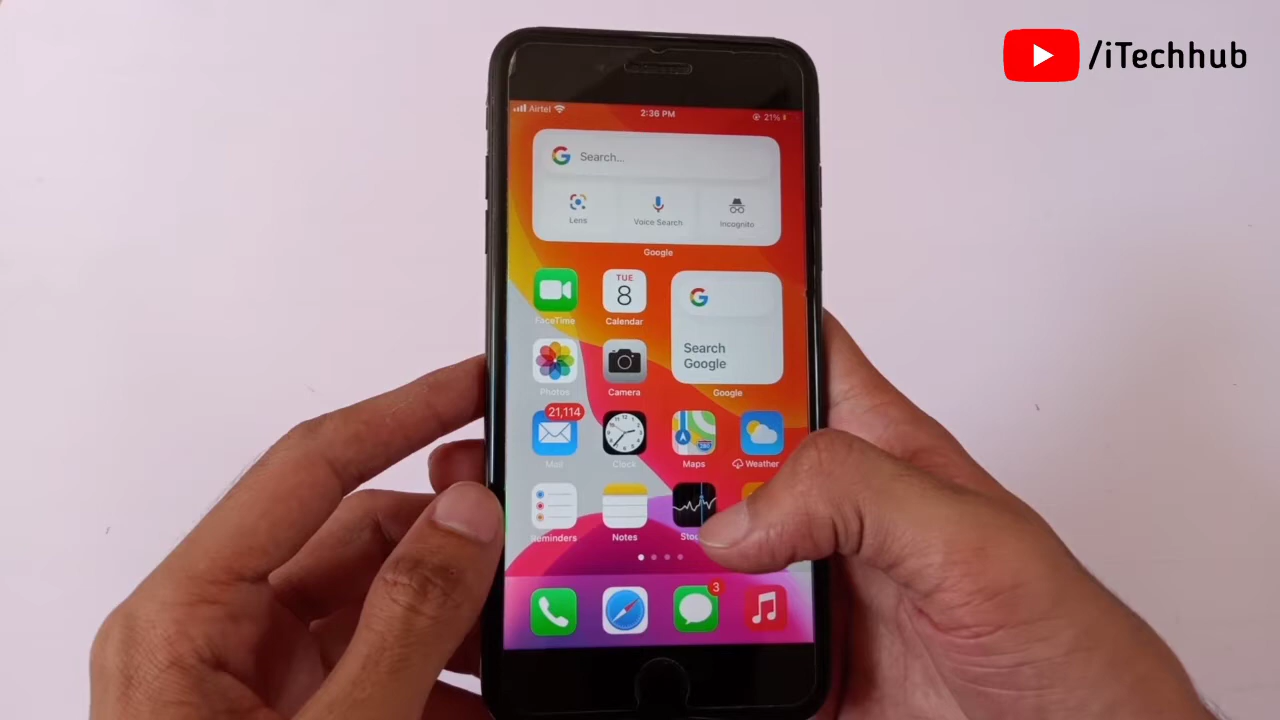 /iTechhub
Airtel 2:36 PM 21%
Search...
Lens Voice Search Incognito
Google
TUE
8
FaceTime Calendar
Search
Google
Photos Camera Google
21,114
Mail Clock Maps Weather
Reminders Notes
3